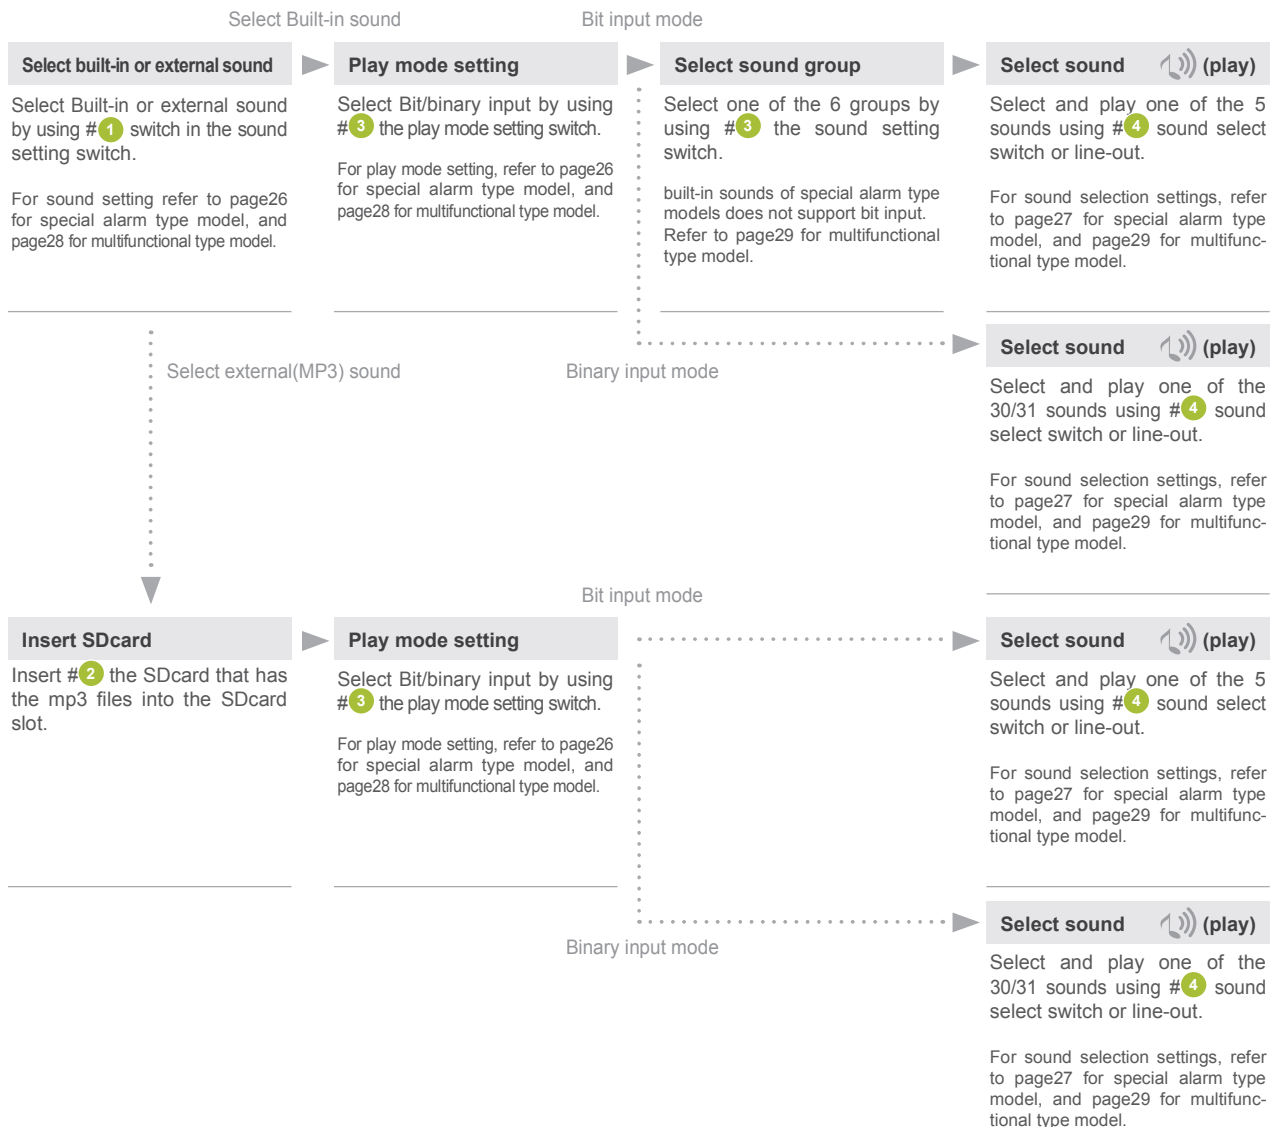 Select Built-in sound
Bit input mode
Select built-in or external sound
Select Built-in or external sound
by using #1 switch in the sound
setting switch.
For sound setting refer to page26
for special alarm type model, and
page28 for multifunctional type model.
Play mode setting
Select Bit/binary input by using
#3 the play mode setting switch.
For play mode setting, refer to page26
for special alarm type model, and
page28 for multifunctional type model.
Select sound group
Select one of the 6 groups by
using #3 the sound setting
switch.
built-in sounds of special alarm type
models does not support bit input.
Refer to page29 for multifunctional
type model.
Select sound (play)
Select and play one of the 5
sounds using #4 sound select
switch or line-out.
For sound selection settings, refer
to page27 for special alarm type
model, and page29 for multifunc-
tional type model.
Select external(MP3) sound
Binary input mode
Select sound (play)
Select and play one of the
30/31 sounds using #4 sound
select switch or line-out.
For sound selection settings, refer
to page27 for special alarm type
model, and page29 for multifunc-
tional type model.
Bit input mode
Insert SDcard
Insert #2 the SDcard that has
the mp3 files into the SDcard
slot.
Play mode setting
Select Bit/binary input by using
#3 the play mode setting switch.
For play mode setting, refer to page26
for special alarm type model, and
page28 for multifunctional type model.
Select sound (play)
Select and play one of the 5
sounds using #4 sound select
switch or line-out.
For sound selection settings, refer
to page27 for special alarm type
model, and page29 for multifunc-
tional type model.
Binary input mode
Select sound (play)
Select and play one of the
30/31 sounds using #4 sound
select switch or line-out.
For sound selection settings, refer
to page27 for special alarm type
model, and page29 for multifunc-
tional type model.